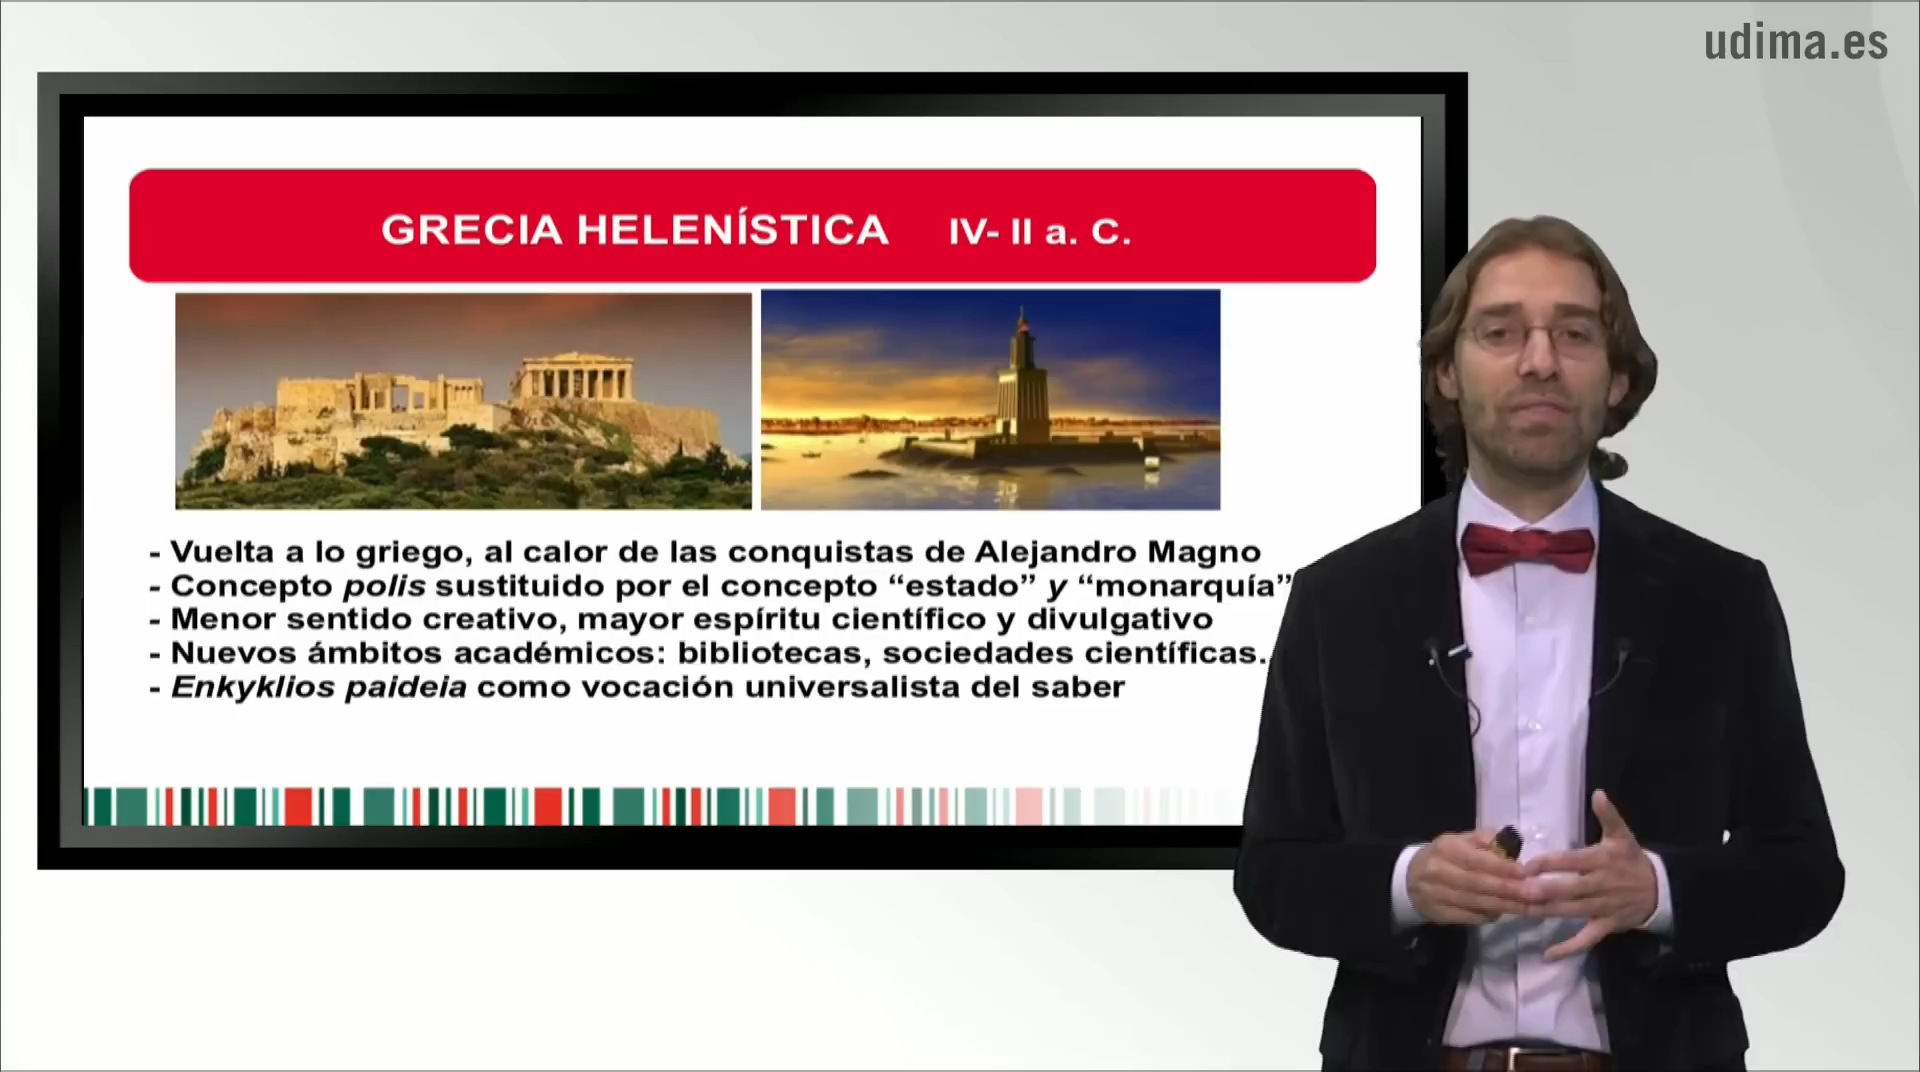 udima.es
GRECIA HELENÍSTICA IV- II a. C.
- Vuelta a lo griego, al calor de las conquistas de Alejandro Magno
- Concepto polis sustituido por el concepto “estado” y “monarquía”
- Menor sentido creativo, mayor espíritu científico y divulgativo
- Nuevos ámbitos académicos: bibliotecas, sociedades científicas.
- Enkyklios paideia como vocación universalista del saber